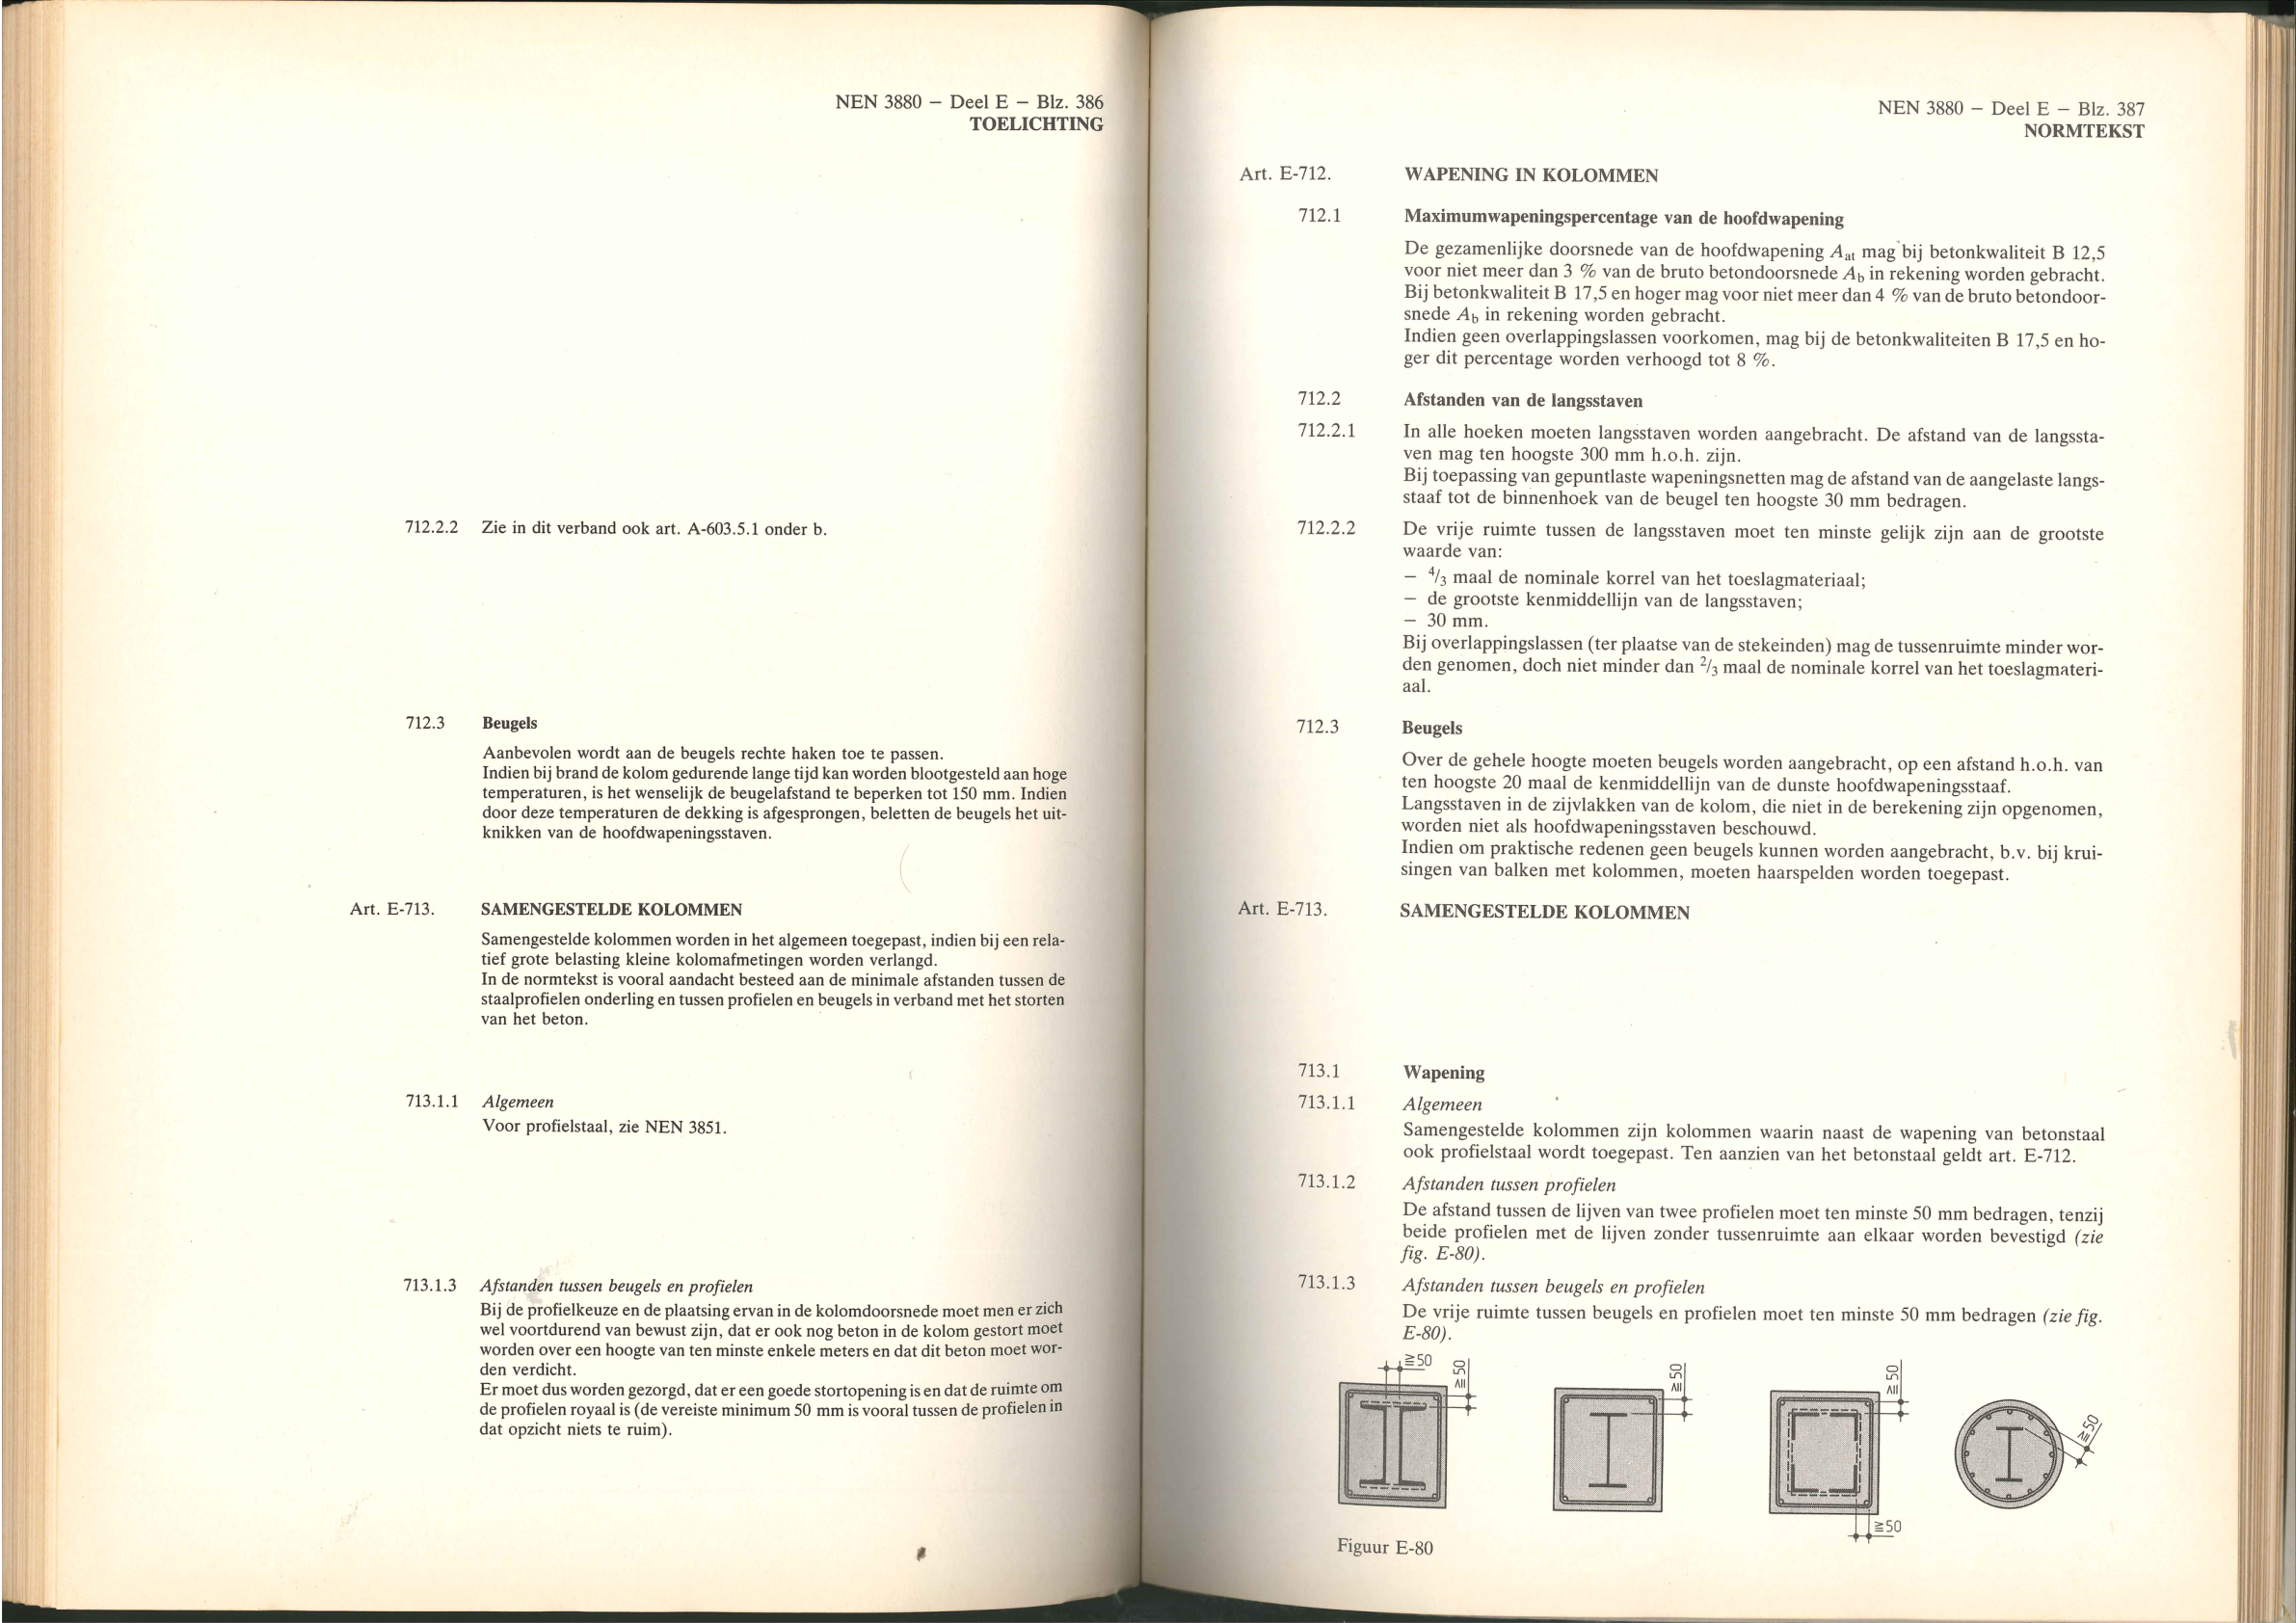 NEN 3880 – Deel E – Blz. 386
TOELICHTING
712.2.2 Zie in dit verband ook art. A-603.5.1 onder b.
712.3 Beugels
Aanbevolen wordt aan de beugels rechte haken toe te passen.
Indien bij brand de kolom gedurende lange tijd kan worden blootgesteld aan hoge
temperaturen, is het wenselijk de beugelafstand te beperken tot 150 mm. Indien
door deze temperaturen de dekking is afgesprongen, beletten de beugels het uit-
knikken van de hoofdwapeningsstaven.
Art. E-713. SAMENGESTELDE KOLOMMEN
Samengestelde kolommen worden in het algemeen toegepast, indien bij een rela-
tief grote belasting kleine kolomafmetingen worden verlangd.
In de normtekst is vooral aandacht besteed aan de minimale afstanden tussen de
staalprofielen onderling en tussen profielen en beugels in verband met het storten
van het beton.
713.1.1 Algemeen
Voor profielstaal, zie NEN 3851.
713.1.3 Afstanden tussen beugels en profielen
Bij de profielkeuze en de plaatsing ervan in de kolomdoorsnede moet men er zich
wel voortdurend van bewust zijn, dat er ook nog beton in de kolom gestort moet
worden over een hoogte van ten minste enkele meters en dat dit beton moet wor-
den verdicht.
Er moet dus worden gezorgd, dat er een goede stortopening is en dat de ruimte om
de profielen royaal is (de vereiste minimum 50 mm is vooral tussen de profielen in
dat opzicht niets te ruim).
NEN 3880 – Deel E – Blz. 387
NORMTEKST
Art. E-712. WAPENING IN KOLOMMEN
712.1 Maximumwapeningspercentage van de hoofdwapening
De gezamenlijke doorsnede van de hoofdwapening Aat mag bij betonkwaliteit B 12,5
voor niet meer dan 3 % van de bruto betondoorsnede Ab in rekening worden gebracht.
Bij betonkwaliteit B 17,5 en hoger mag voor niet meer dan 4 % van de bruto betondoor-
snede Ab in rekening worden gebracht.
Indien geen overlappingslassen voorkomen, mag bij de betonkwaliteiten B 17,5 en ho-
ger dit percentage worden verhoogd tot 8 %.
712.2 Afstanden van de langsstaven
712.2.1 In alle hoeken moeten langsstaven worden aangebracht. De afstand van de langssta-
ven mag ten hoogste 300 mm h.o.h. zijn.
Bij toepassing van gepuntlaste wapeningsnetten mag de afstand van de aangelaste langs-
staaf tot de binnenhoek van de beugel ten hoogste 30 mm bedragen.
712.2.2 De vrije ruimte tussen de langsstaven moet ten minste gelijk zijn aan de grootste
waarde van:
– 4/3 maal de nominale korrel van het toeslagmateriaal;
– de grootste kenmiddellijn van de langsstaven;
– 30 mm.
Bij overlappingslassen (ter plaatse van de stekeinden) mag de tussenruimte minder wor-
den genomen, doch niet minder dan 2/3 maal de nominale korrel van het toeslagmateri-
aal.
712.3 Beugels
Over de gehele hoogte moeten beugels worden aangebracht, op een afstand h.o.h. van
ten hoogste 20 maal de kenmiddellijn van de dunste hoofdwapeningsstaaf.
Langsstaven in de zijvlakken van de kolom, die niet in de berekening zijn opgenomen,
worden niet als hoofdwapeningsstaven beschouwd.
Indien om praktische redenen geen beugels kunnen worden aangebracht, b.v. bij krui-
singen van balken met kolommen, moeten haarspelden worden toegepast.
Art. E-713. SAMENGESTELDE KOLOMMEN
713.1 Wapening
713.1.1 Algemeen
Samengestelde kolommen zijn kolommen waarin naast de wapening van betonstaal
ook profielstaal wordt toegepast. Ten aanzien van het betonstaal geldt art. E-712.
713.1.2 Afstanden tussen profielen
De afstand tussen de lijven van twee profielen moet ten minste 50 mm bedragen, tenzij
beide profielen met de lijven zonder tussenruimte aan elkaar worden bevestigd (zie
fig. E-80).
713.1.3 Afstanden tussen beugels en profielen
De vrije ruimte tussen beugels en profielen moet ten minste 50 mm bedragen (zie fig.
E-80).
≧50
≧50
≧50
≧50
≧50
≧50
Figuur E-80